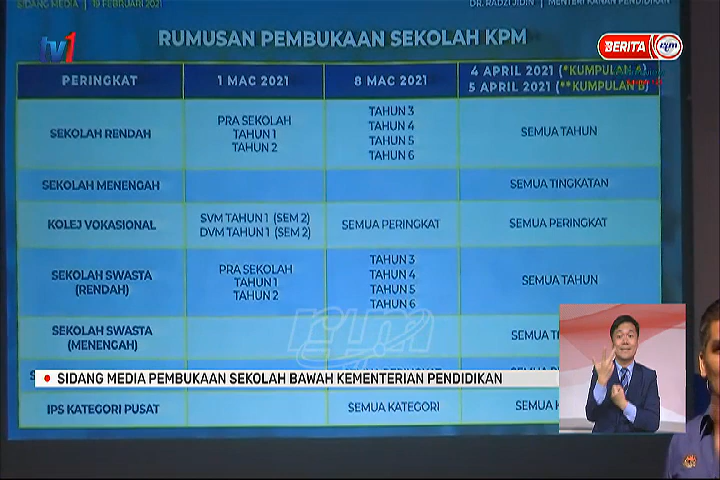 SIDANG MEDIA | 19 FEBRUARI 2021
DR. RADZI JIDIN | MENTERI KANAN PENDIDIKAN
tv1
RUMUSAN PEMBUKAAN SEKOLAH KPM
BERITA rtm
PERINGKAT
1 MAC 2021
8 MAC 2021
4 APRIL 2021 (*KUMPULAN A)
5 APRIL 2021 (**KUMPULAN B)
SEKOLAH RENDAH
PRA SEKOLAH
TAHUN 1
TAHUN 2
TAHUN 3
TAHUN 4
TAHUN 5
TAHUN 6
SEMUA TAHUN
SEKOLAH MENENGAH
SEMUA TINGKATAN
KOLEJ VOKASIONAL
SVM TAHUN 1 (SEM 2)
DVM TAHUN 1 (SEM 2)
SEMUA PERINGKAT
SEMUA PERINGKAT
SEKOLAH SWASTA
(RENDAH)
PRA SEKOLAH
TAHUN 1
TAHUN 2
TAHUN 3
TAHUN 4
TAHUN 5
TAHUN 6
SEMUA TAHUN
SEKOLAH SWASTA
(MENENGAH)
SEMUA
rtm
SIDANG MEDIA PEMBUKAAN SEKOLAH BAWAH KEMENTERIAN PENDIDIKAN
IPS KATEGORI PUSAT
SEMUA KATEGORI
SEMUA